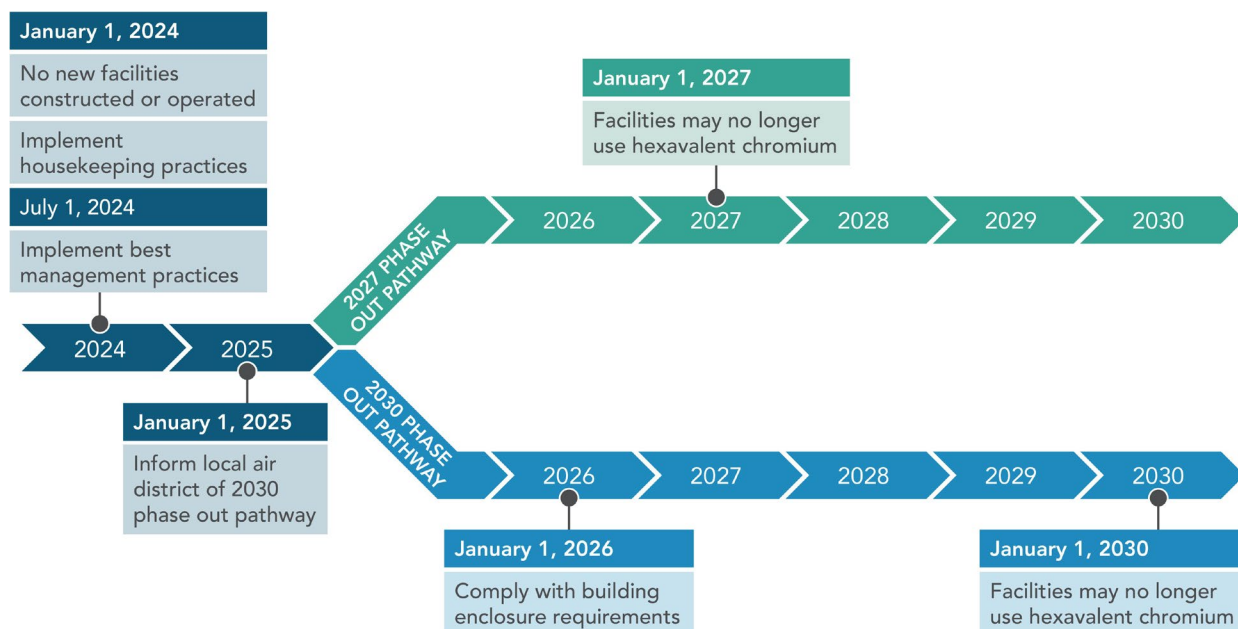 January 1, 2024
No new facilities
constructed or operated
Implement
housekeeping practices
July 1, 2024
Implement best
management practices
January 1, 2027
Facilities may no longer
use hexavalent chromium
2027 PHASE
OUT PATHWAY
2026
2027
2028
2029
2030
2024
2025
January 1, 2025
Inform local air
district of 2030
phase out pathway
2030 PHASE
OUT PATHWAY
2026
2027
2028
2029
2030
January 1, 2026
Comply with building
enclosure requirements
January 1, 2030
Facilities may no longer
use hexavalent chromium